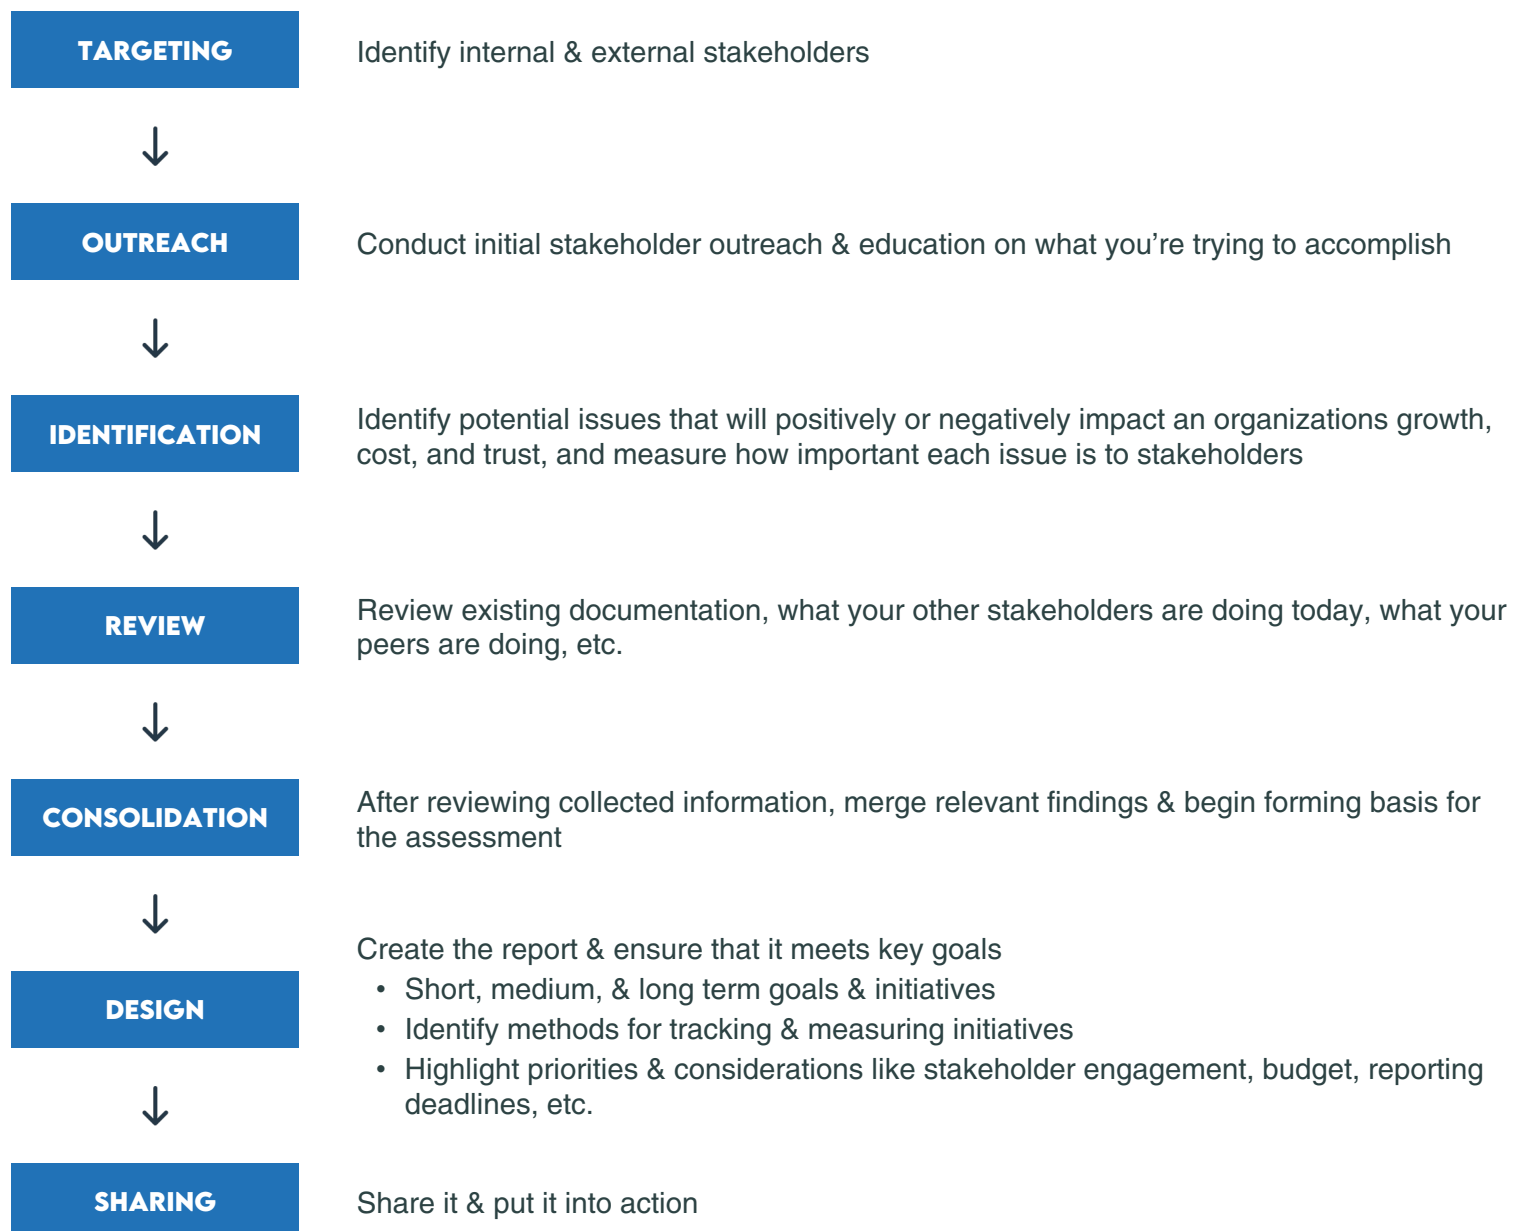 TARGETING
Identify internal & external stakeholders
OUTREACH
Conduct initial stakeholder outreach & education on what you’re trying to accomplish
IDENTIFICATION
Identify potential issues that will positively or negatively impact an organizations growth,
cost, and trust, and measure how important each issue is to stakeholders
REVIEW
Review existing documentation, what your other stakeholders are doing today, what your
peers are doing, etc.
CONSOLIDATION
After reviewing collected information, merge relevant findings & begin forming basis for
the assessment
DESIGN
Create the report & ensure that it meets key goals
• Short, medium, & long term goals & initiatives
• Identify methods for tracking & measuring initiatives
• Highlight priorities & considerations like stakeholder engagement, budget, reporting
deadlines, etc.
SHARING
Share it & put it into action